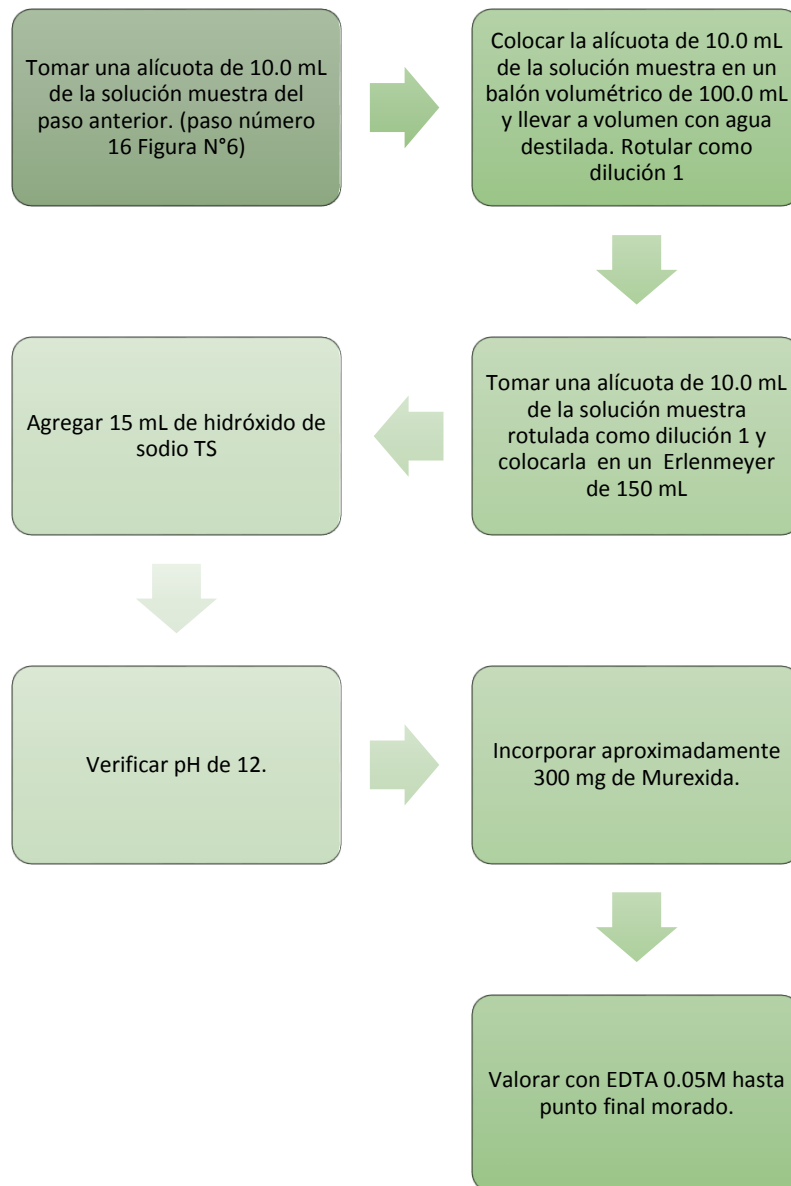 Tomar una alícuota de 10.0 mL
de la solución muestra del
paso anterior. (paso número
16 Figura N°6)
Colocar la alícuota de 10.0 mL
de la solución muestra en un
balón volumétrico de 100.0 mL
y llevar a volumen con agua
destilada. Rotular como
dilución 1
Tomar una alícuota de 10.0 mL
de la solución muestra
rotulada como dilución 1 y
colocarla en un Erlenmeyer
de 150 mL
Agregar 15 mL de hidróxido de
sodio TS
Verificar pH de 12.
Incorporar aproximadamente
300 mg de Murexida.
Valorar con EDTA 0.05M hasta
punto final morado.